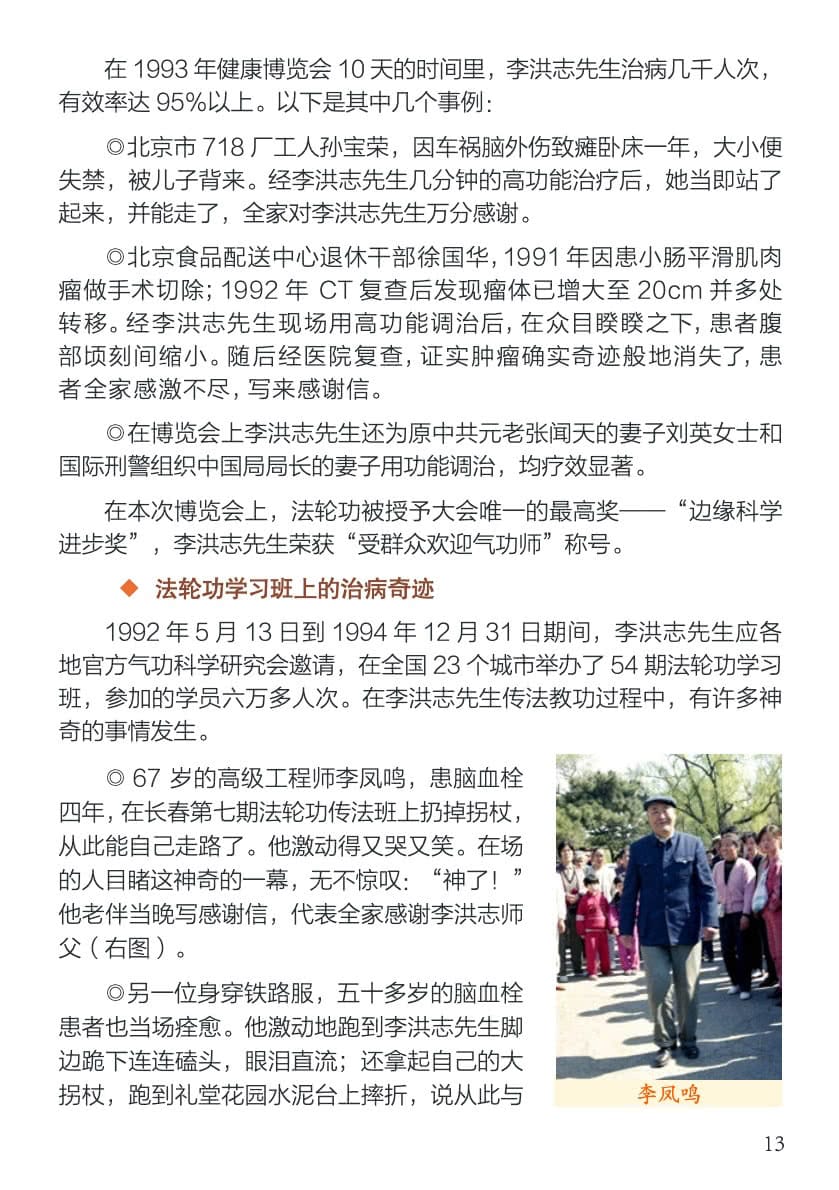 在 1993 年健康博览会 10 天的时间里，李洪志先生治病几千人次，
有效率达 95%以上。以下是其中几个事例：
◎北京市 718 厂工人孙宝荣，因车祸脑外伤致瘫卧床一年，大小便
失禁，被儿子背来。经李洪志先生几分钟的高功能治疗后，她当即站了
起来，并能走了，全家对李洪志先生万分感谢。
◎北京食品配送中心退休干部徐国华，1991 年因患小肠平滑肌肉
瘤做手术切除；1992 年 CT 复查后发现瘤体已增大至 20cm 并多处
转移。经李洪志先生现场用高功能调治后，在众目睽睽之下，患者腹
部顷刻间缩小。随后经医院复查，证实肿瘤确实奇迹般地消失了，患
者全家感激不尽，写来感谢信。
◎在博览会上李洪志先生还为原中共元老张闻天的妻子刘英女士和
国际刑警组织中国局局长的妻子用功能调治，均疗效显著。
在本次博览会上，法轮功被授予大会唯一的最高奖——“边缘科学
进步奖”，李洪志先生荣获“受群众欢迎气功师”称号。
◆ 法轮功学习班上的治病奇迹
1992 年 5 月 13 日到 1994 年 12 月 31 日期间，李洪志先生应各
地官方气功科学研究会邀请，在全国 23 个城市举办了 54 期法轮功学习
班，参加的学员六万多人次。在李洪志先生传法教功过程中，有许多神
奇的事情发生。
◎ 67 岁的高级工程师李凤鸣，患脑血栓
四年，在长春第七期法轮功传法班上扔掉拐杖，
从此能自己走路了。他激动得又哭又笑。在场
的人目睹这神奇的一幕，无不惊叹：“神了！”
他老伴当晚写感谢信，代表全家感谢李洪志师
父（右图）。
◎另一位身穿铁路服，五十多岁的脑血栓
患者也当场痊愈。他激动地跑到李洪志先生脚
边跪下连连磕头，眼泪直流；还拿起自己的大
拐杖，跑到礼堂花园水泥台上摔折，说从此与
李凤鸣
13